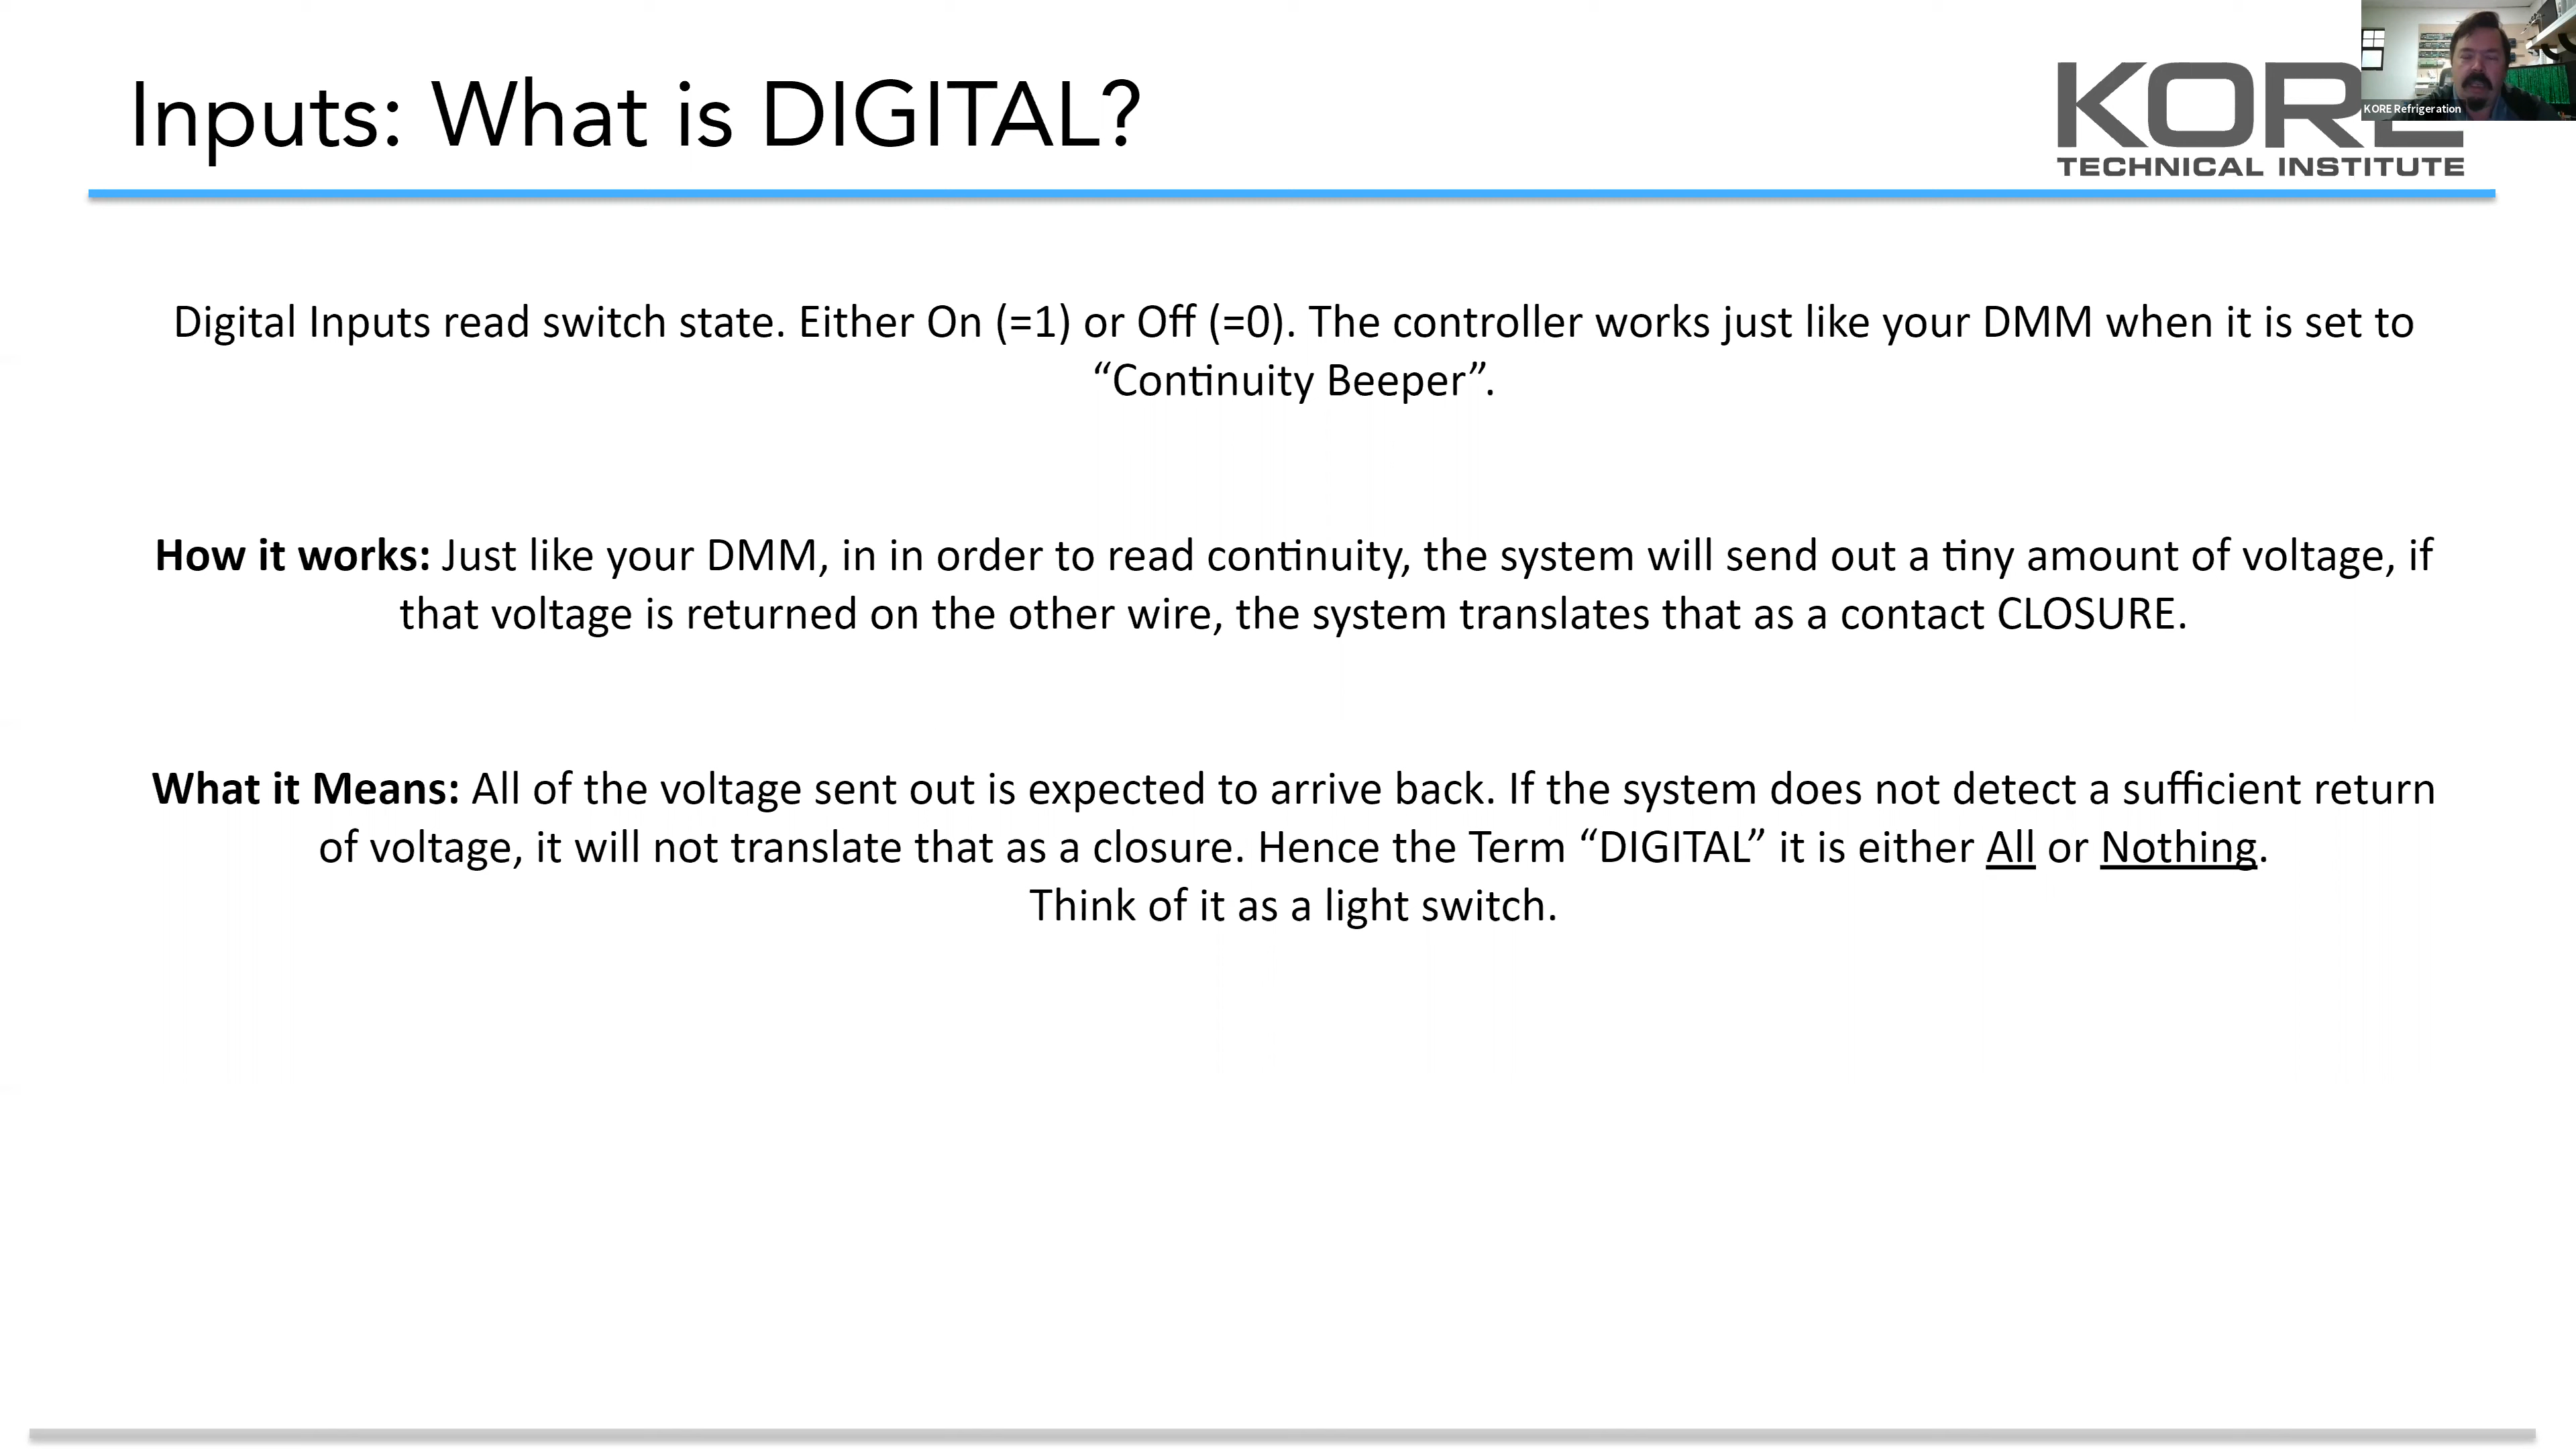 Inputs: What is DIGITAL?
KORE
TECHNICAL INSTITUTE
KORE Refrigeration
Digital Inputs read switch state. Either On (=1) or Off (=0). The controller works just like your DMM when it is set to
“Continuity Beeper”.
How it works: Just like your DMM, in in order to read continuity, the system will send out a tiny amount of voltage, if
that voltage is returned on the other wire, the system translates that as a contact CLOSURE.
What it Means: All of the voltage sent out is expected to arrive back. If the system does not detect a sufficient return
of voltage, it will not translate that as a closure. Hence the Term “DIGITAL” it is either All or Nothing.
Think of it as a light switch.